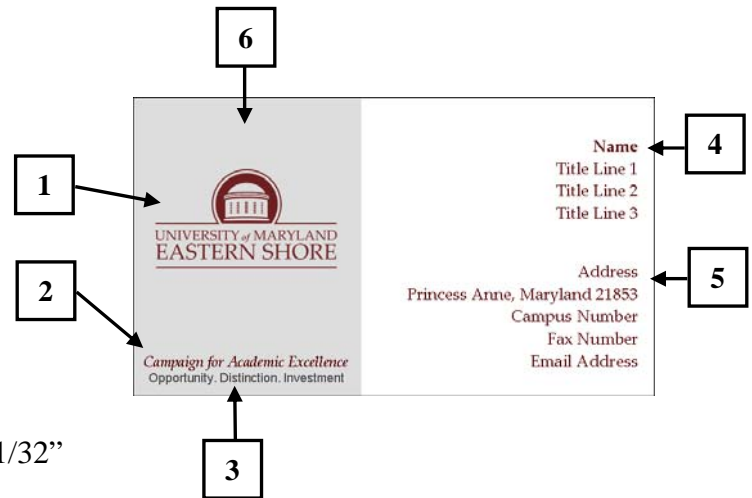 6
1
UNIVERSITY of MARYLAND
EASTERN SHORE
2
Campaign for Academic Excellence
Opportunity. Distinction. Investment
3
Name
Title Line 1
Title Line 2
Title Line 3
4
Address
Princess Anne, Maryland 21853
Campus Number
Fax Number
Email Address
5
1/32”